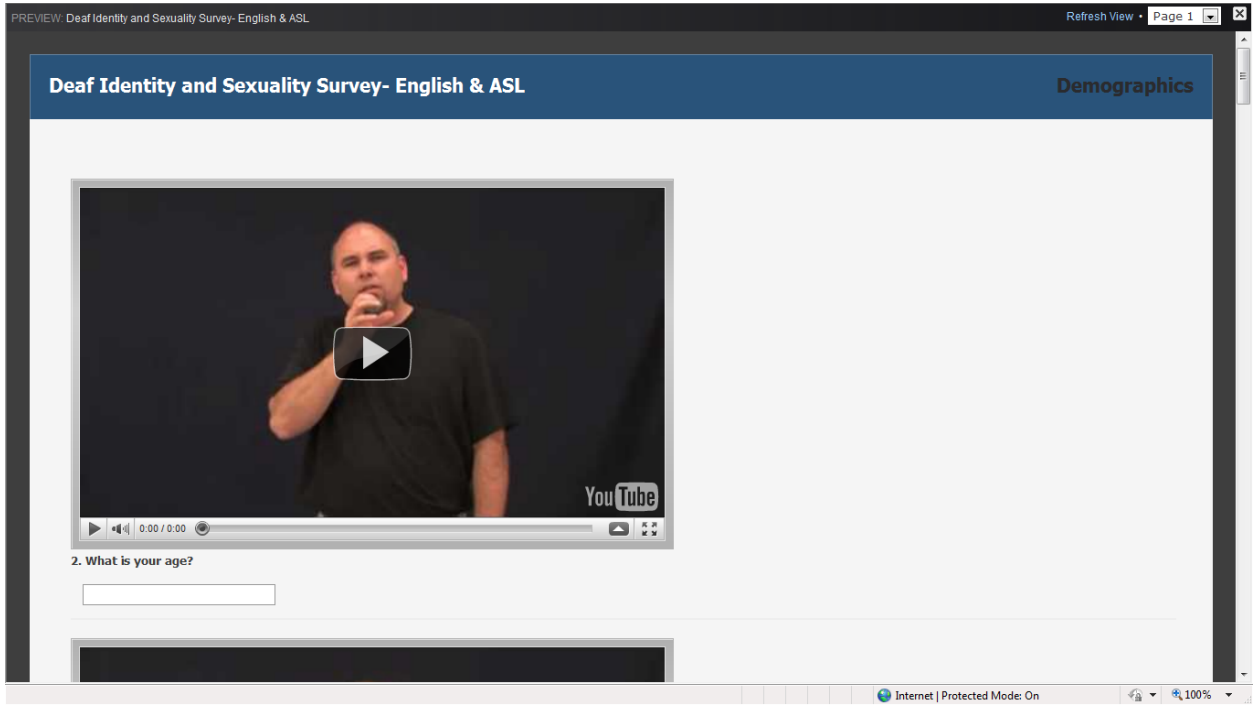 PREVIEW: Deaf Identity and Sexuality Survey- English & ASL
Refresh View • Page 1
Deaf Identity and Sexuality Survey- English & ASL
Demographics
YouTube
0:00 / 0:00
2. What is your age?
Internet | Protected Mode: On
100%